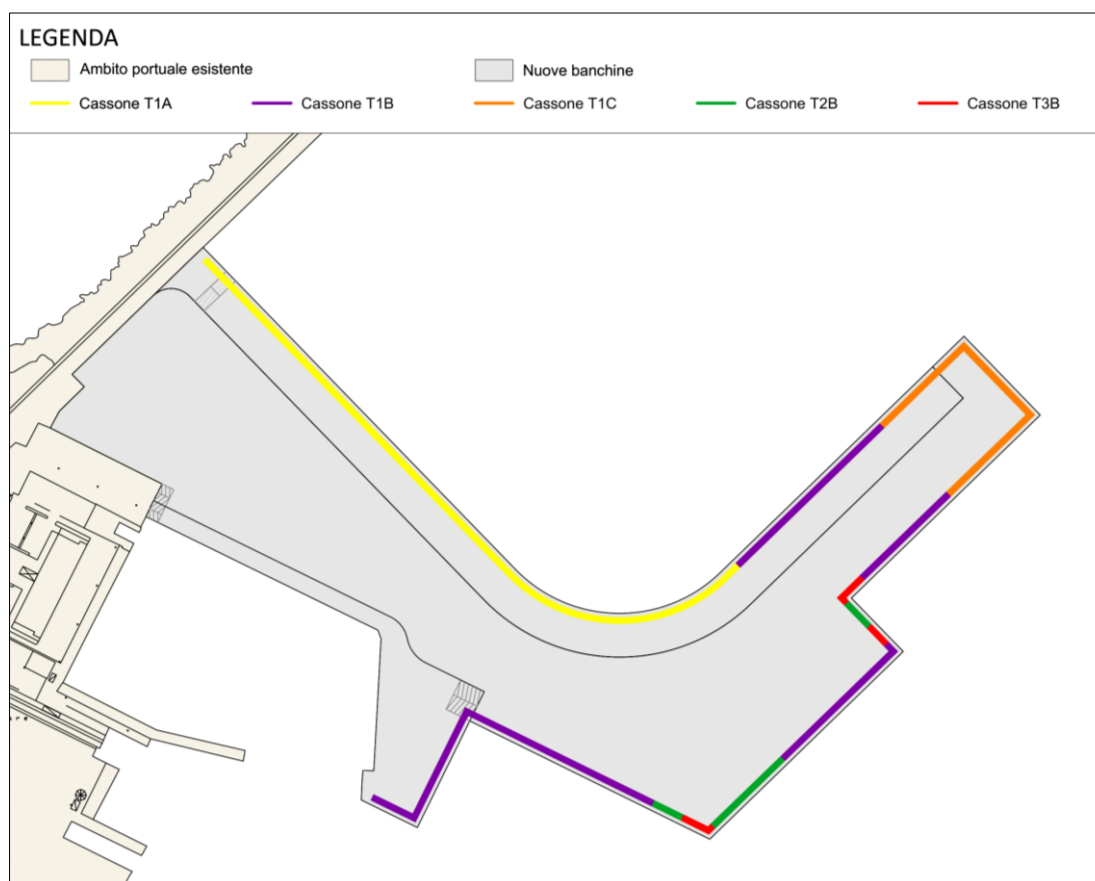 LEGENDA
Ambito portuale esistente
Nuove banchine
Cassone T1A
Cassone T1B
Cassone T1C
Cassone T2B
Cassone T3B